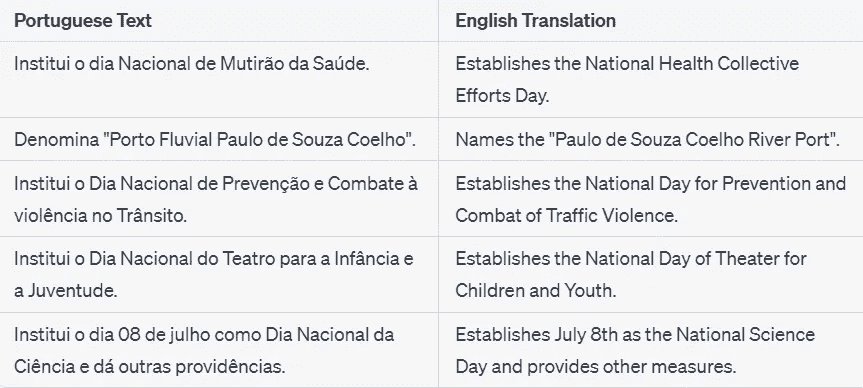 Portuguese Text English Translation
Institui o dia Nacional de Mutirão da Saúde.
Establishes the National Health Collective
Efforts Day.
Denomina "Porto Fluvial Paulo de Souza Coelho".
Names the "Paulo de Souza Coelho River Port".
Institui o Dia Nacional de Prevenção e Combate à
violência no Trânsito.
Establishes the National Day for Prevention and
Combat of Traffic Violence.
Institui o Dia Nacional do Teatro para a Infância e
a Juventude.
Establishes the National Day of Theater for
Children and Youth.
Institui o dia 08 de julho como Dia Nacional da
Ciência e dá outras providências.
Establishes July 8th as the National Science
Day and provides other measures.